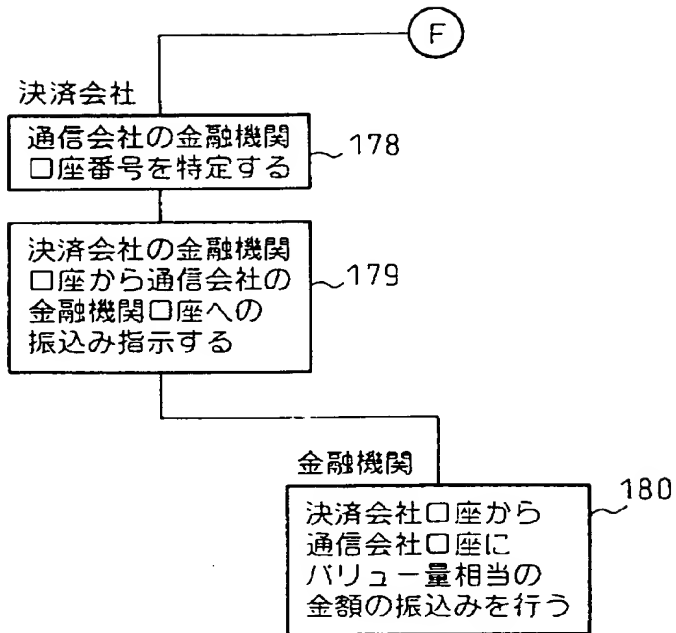 F
決済会社
通信会社の金融機関
口座番号を特定する
178
決済会社の金融機関
口座から通信会社の
金融機関口座への
振込み指示する
179
金融機関
決済会社口座から
通信会社口座に
バリュー量相当の
金額の振込みを行う
180